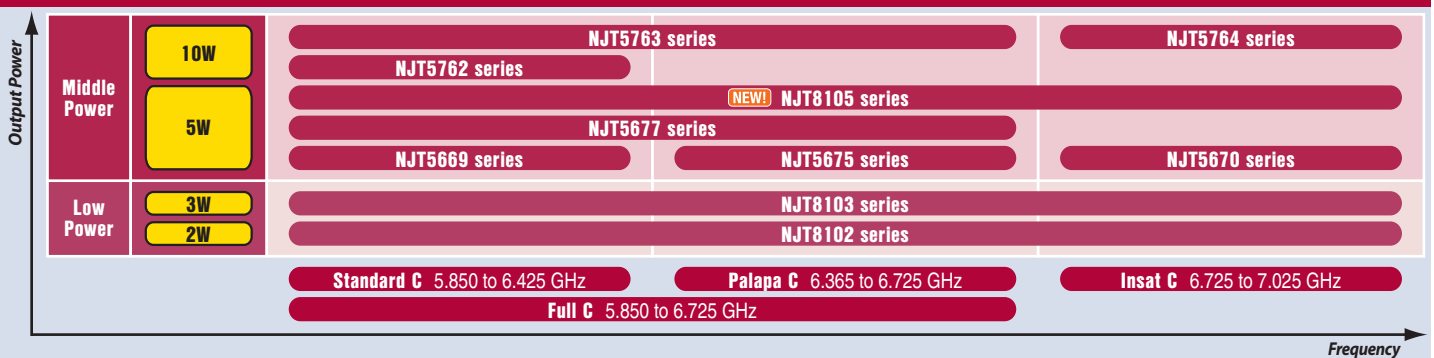 Output Power
Middle
Power
10W
NJT5763 series
NJT5764 series
NJT5762 series
5W
NEW! NJT8105 series
NJT5677 series
NJT5669 series
NJT5675 series
NJT5670 series
Low
Power
3W
NJT8103 series
2W
NJT8102 series
Standard C 5.850 to 6.425 GHz
Palapa C 6.365 to 6.725 GHz
Insat C 6.725 to 7.025 GHz
Full C 5.850 to 6.725 GHz
Frequency